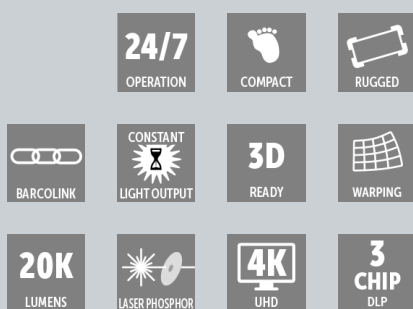 24/7
OPERATION
COMPACT
RUGGED
BARCOLINK
CONSTANT
LIGHT OUTPUT
3D
READY
WARPING
20K
LUMENS
LASER PHOSPHOR
4K
UHD
3
CHIP
DLP